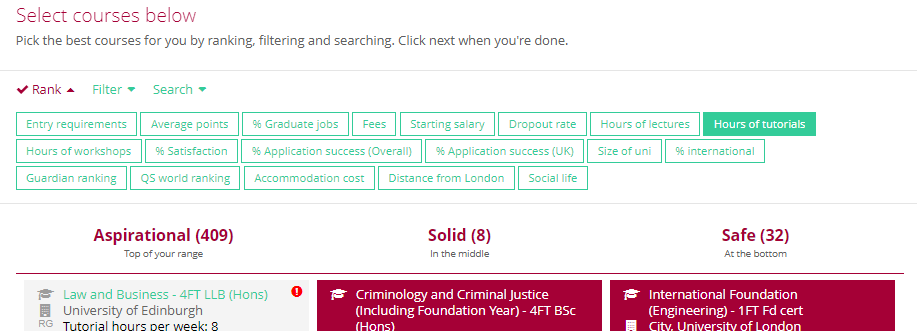 Select courses below
Pick the best courses for you by ranking, filtering and searching. Click next when you're done.
Rank Filter Search
Entry requirements Average points % Graduate jobs Fees Starting salary Dropout rate Hours of lectures Hours of tutorials
Hours of workshops % Satisfaction % Application success (Overall) % Application success (UK) Size of uni % international
Guardian ranking QS world ranking Accommodation cost Distance from London Social life
Aspirational (409) Solid (8) Safe (32)
Top of your range In the middle At the bottom
Law and Business - 4FT LLB (Hons)
University of Edinburgh
RG Tutorial hours per week: 8
Criminology and Criminal Justice
(Including Foundation Year) - 4FT BSc
(Hons)
International Foundation
(Engineering) - 1FT Fd cert
City, University of London